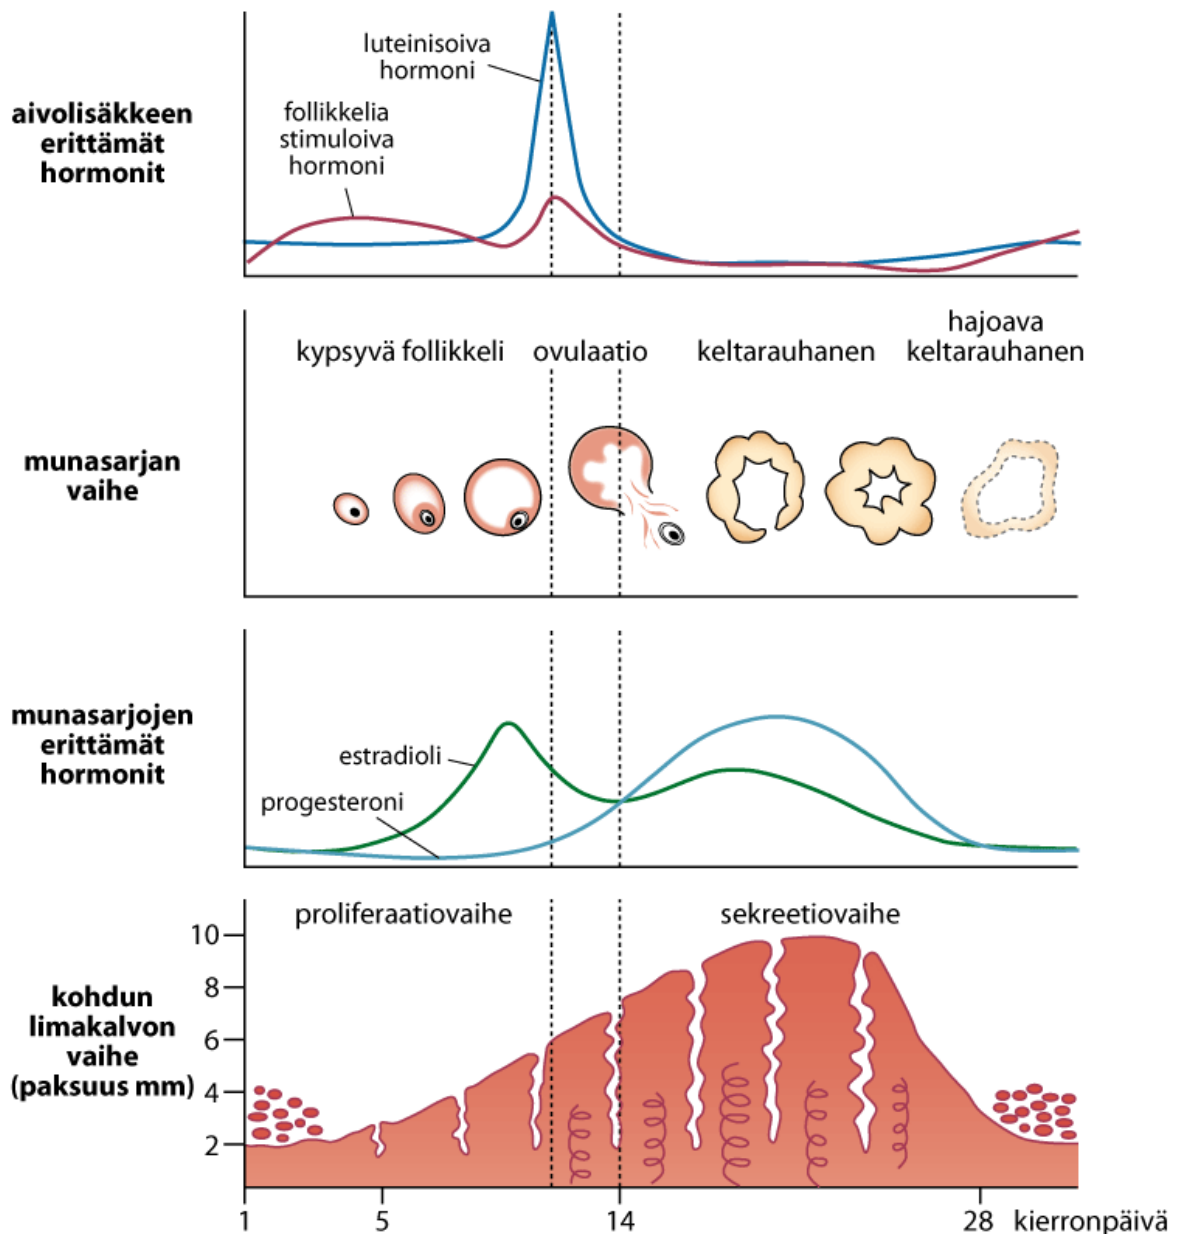 aivolisäkkeen
erittämät
hormonit
luteinisoiva
hormoni
follikkelia
stimuloiva
hormoni
munasarjan
vaihe
kypsyvä follikkeli
ovulaatio
keltarauhanen
hajoava
keltarauhanen
munasarjojen
erittämät
hormonit
estradioli
progesteroni
kohdun
limakalvon
vaihe
(paksuus mm)
proliferaatiovaihe
sekreetiovaihe
10
8
6
4
2
1
5
14
28
kierronpäivä